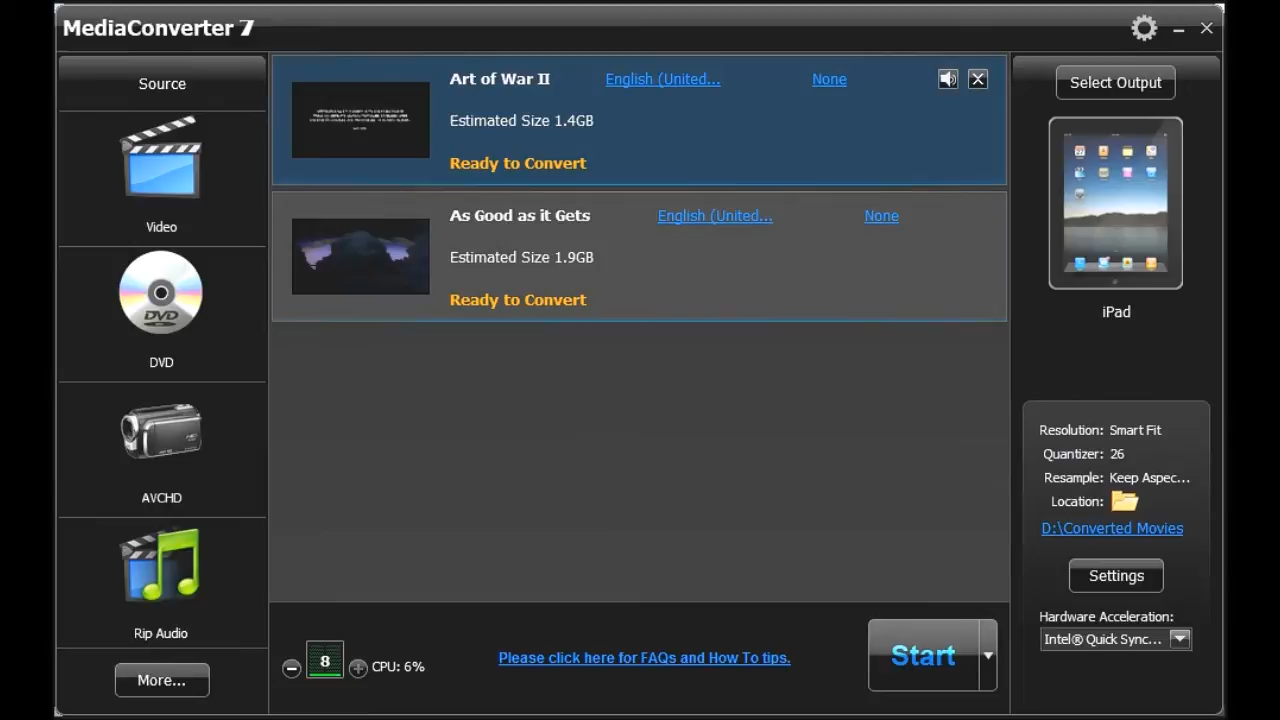 MediaConverter 7
Source
Video
DVD
DVD
AVCHD
Rip Audio
More...
Art of War II English (United... None
Estimated Size 1.4GB
Ready to Convert
As Good as it Gets English (United... None
Estimated Size 1.9GB
Ready to Convert
8 CPU: 6%
Please click here for FAQs and How To tips.
Start
Select Output
iPad
Resolution: Smart Fit
Quantizer: 26
Resample: Keep Aspec...
Location:
D:\Converted Movies
Settings
Hardware Acceleration:
Intel® Quick Sync...